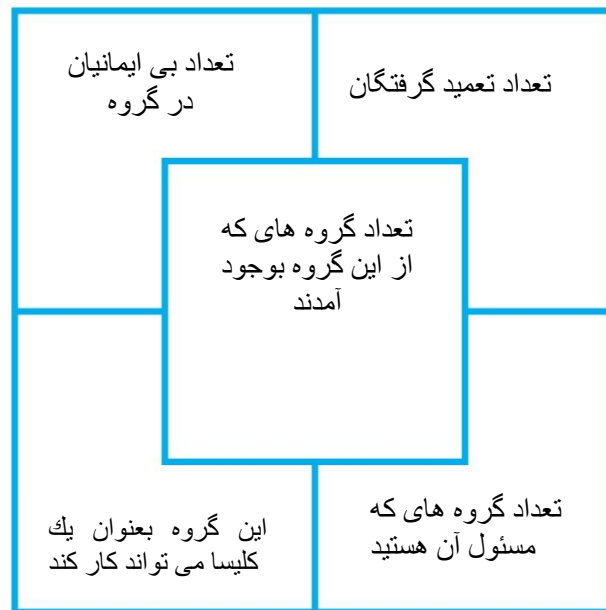 تعداد تعمید گرفتگان
تعداد بی ایمانیان
در گروه
تعداد گروه های که
از این گروه بوجود
آمدند
تعداد گروه های که
مسئول آن هستید
این گروه بعنوان يك
کلیسا می تواند کار کند